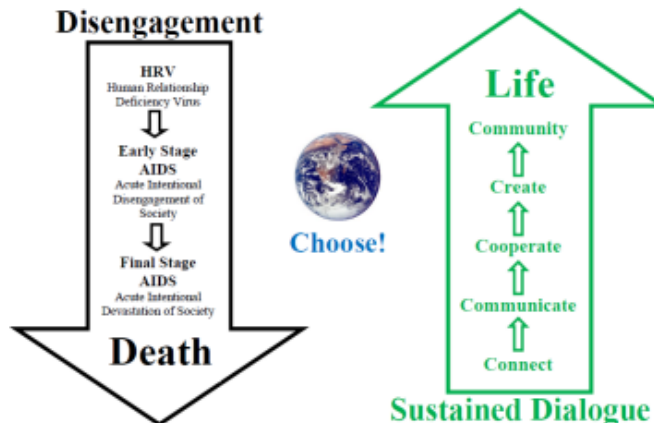 Disengagement
HRV
Human Relationship
Deficiency Virus
Early Stage
AIDS
Acute Intentional
Disengagement of
Society
Final Stage
AIDS
Acute Intentional
Devastation of Society
Death
Choose!
Life
Community
Create
Cooperate
Communicate
Connect
Sustained Dialogue